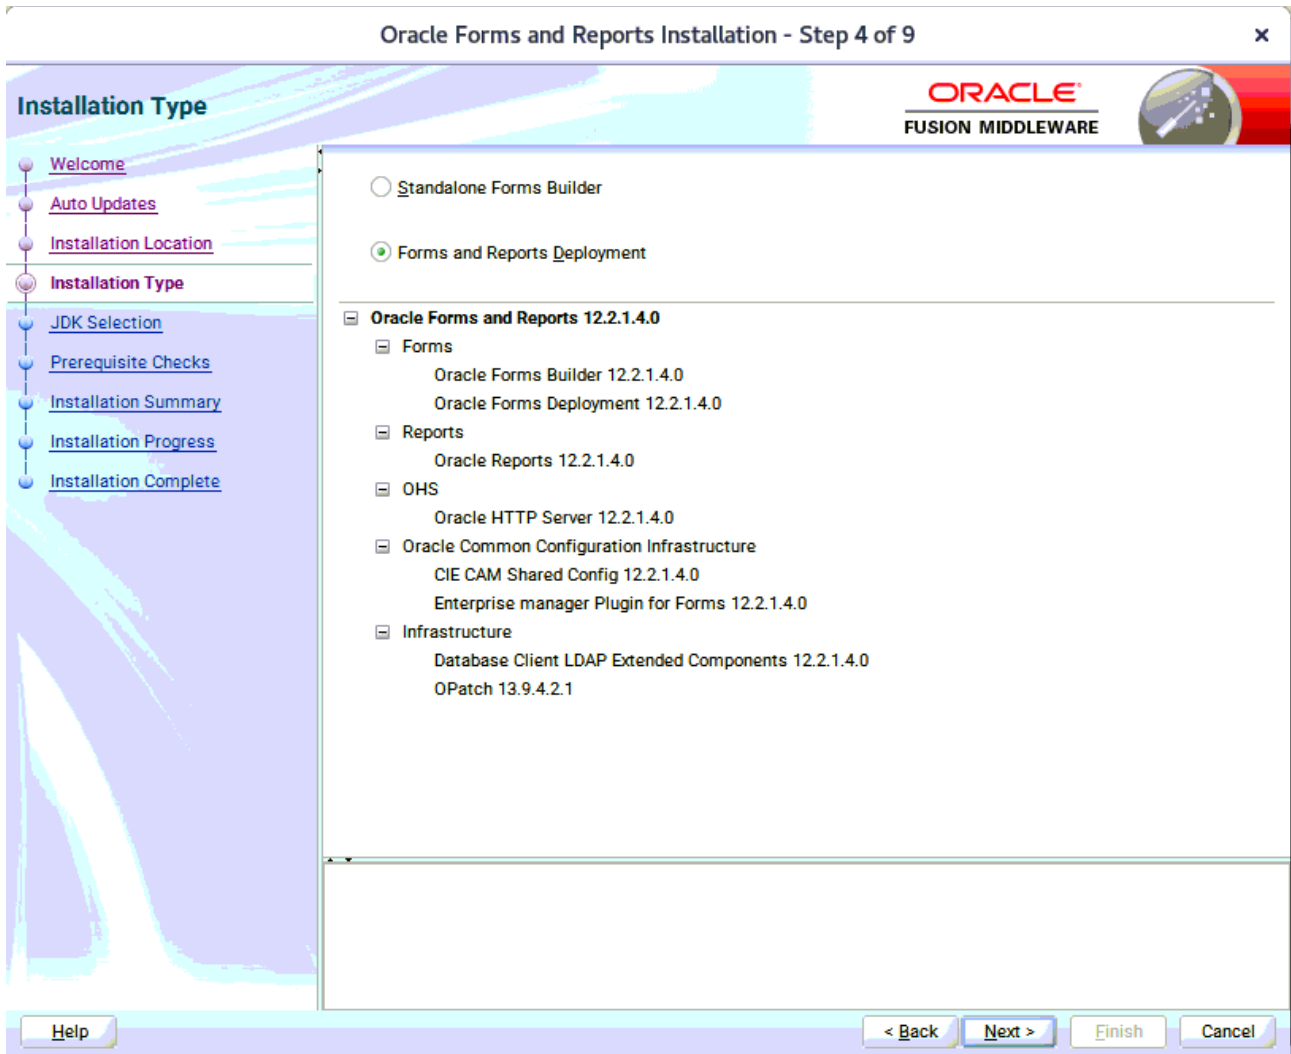 Oracle Forms and Reports Installation - Step 4 of 9
Installation Type
ORACLE
FUSION MIDDLEWARE
Welcome
Auto Updates
Installation Location
Installation Type
JDK Selection
Prerequisite Checks
Installation Summary
Installation Progress
Installation Complete
Standalone Forms Builder
Forms and Reports Deployment
Oracle Forms and Reports 12.2.1.4.0
Forms
Oracle Forms Builder 12.2.1.4.0
Oracle Forms Deployment 12.2.1.4.0
Reports
Oracle Reports 12.2.1.4.0
OHS
Oracle HTTP Server 12.2.1.4.0
Oracle Common Configuration Infrastructure
CIE CAM Shared Config 12.2.1.4.0
Enterprise manager Plugin for Forms 12.2.1.4.0
Infrastructure
Database Client LDAP Extended Components 12.2.1.4.0
OPatch 13.9.4.2.1
Help
< Back
Next >
Finish
Cancel